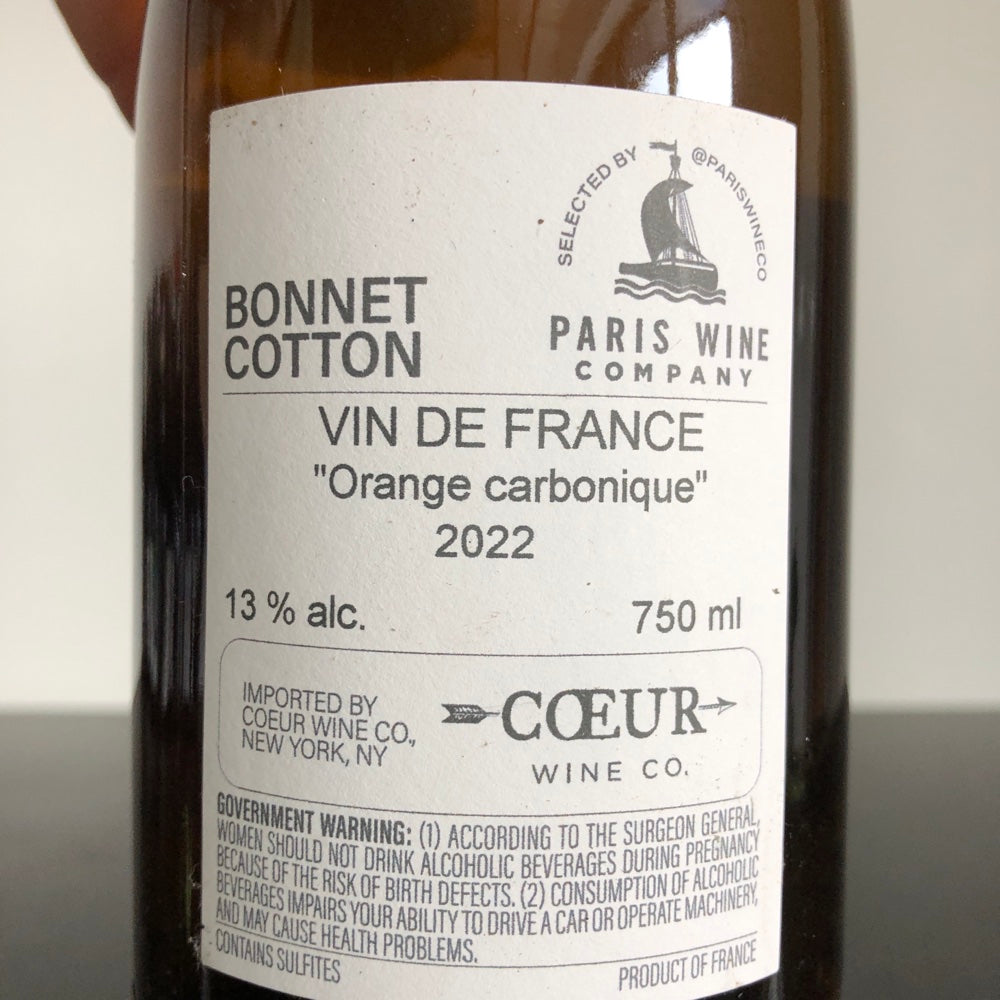 SELECTED BY @PARISWINECO
BONNET
COTTON
PARIS WINE
COMPANY
VIN DE FRANCE
"Orange carbonique"
2022
13 % alc. 750 ml
IMPORTED BY
COEUR WINE CO.,
NEW YORK, NY
CŒUR
WINE CO.
GOVERNMENT WARNING: (1) ACCORDING TO THE SURGEON GENERAL,
WOMEN SHOULD NOT DRINK ALCOHOLIC BEVERAGES DURING PREGNANCY
BECAUSE OF THE RISK OF BIRTH DEFECTS. (2) CONSUMPTION OF ALCOHOLIC
BEVERAGES IMPAIRS YOUR ABILITY TO DRIVE A CAR OR OPERATE MACHINERY,
AND MAY CAUSE HEALTH PROBLEMS.
CONTAINS SULFITES PRODUCT OF FRANCE